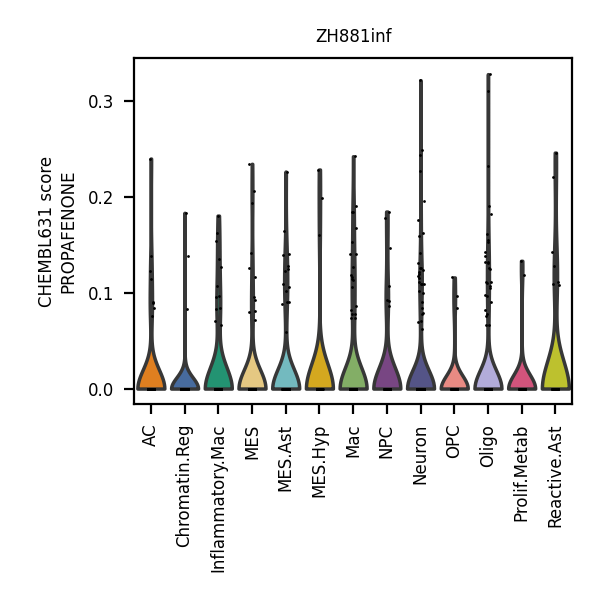 ZH881inf
CHEMBL631 score
PROPAFENONE
0.3
0.2
0.1
0.0
AC
Chromatin.Reg
Inflammatory.Mac
MES
MES.Ast
MES.Hyp
Mac
NPC
Neuron
OPC
Oligo
Prolif.Metab
Reactive.Ast